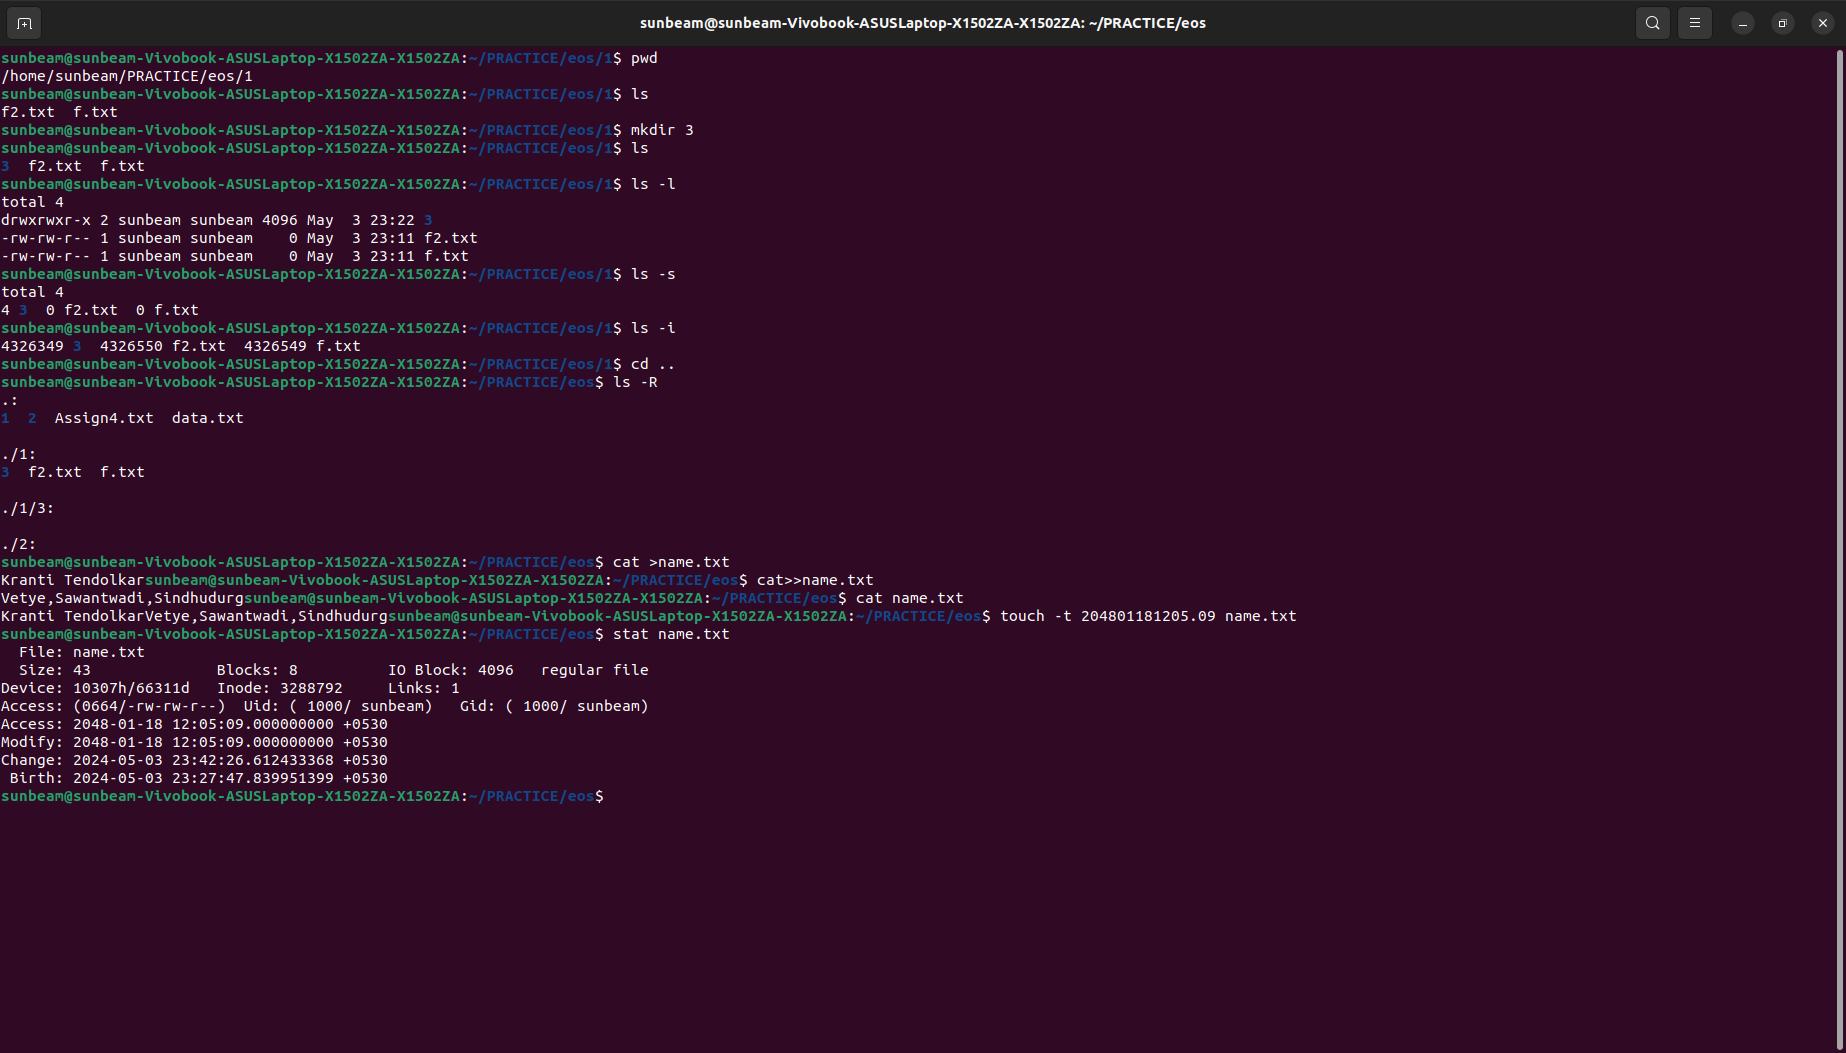 sunbeam@sunbeam-Vivobook-ASUSLaptop-X1502ZA-X1502ZA: ~/PRACTICE/eos
sunbeam@sunbeam-Vivobook-ASUSLaptop-X1502ZA-X1502ZA:~/PRACTICE/eos/1$ pwd
/home/sunbeam/PRACTICE/eos/1
sunbeam@sunbeam-Vivobook-ASUSLaptop-X1502ZA-X1502ZA:~/PRACTICE/eos/1$ ls
f2.txt  f.txt
sunbeam@sunbeam-Vivobook-ASUSLaptop-X1502ZA-X1502ZA:~/PRACTICE/eos/1$ mkdir 3
sunbeam@sunbeam-Vivobook-ASUSLaptop-X1502ZA-X1502ZA:~/PRACTICE/eos/1$ ls
3  f2.txt  f.txt
sunbeam@sunbeam-Vivobook-ASUSLaptop-X1502ZA-X1502ZA:~/PRACTICE/eos/1$ ls -l
total 4
drwxrwxr-x 2 sunbeam sunbeam 4096 May  3 23:22 3
-rw-rw-r-- 1 sunbeam sunbeam    0 May  3 23:11 f2.txt
-rw-rw-r-- 1 sunbeam sunbeam    0 May  3 23:11 f.txt
sunbeam@sunbeam-Vivobook-ASUSLaptop-X1502ZA-X1502ZA:~/PRACTICE/eos/1$ ls -s
total 4
4 3  0 f2.txt  0 f.txt
sunbeam@sunbeam-Vivobook-ASUSLaptop-X1502ZA-X1502ZA:~/PRACTICE/eos/1$ ls -i
4326349 3  4326550 f2.txt  4326549 f.txt
sunbeam@sunbeam-Vivobook-ASUSLaptop-X1502ZA-X1502ZA:~/PRACTICE/eos/1$ cd ..
sunbeam@sunbeam-Vivobook-ASUSLaptop-X1502ZA-X1502ZA:~/PRACTICE/eos$ ls -R
.:
1  2  Assign4.txt  data.txt

./1:
3  f2.txt  f.txt

./1/3:

./2:
sunbeam@sunbeam-Vivobook-ASUSLaptop-X1502ZA-X1502ZA:~/PRACTICE/eos$ cat >name.txt
Kranti Tendolkarsunbeam@sunbeam-Vivobook-ASUSLaptop-X1502ZA-X1502ZA:~/PRACTICE/eos$ cat>>name.txt
Vetye,Sawantwadi,Sindhudurgsunbeam@sunbeam-Vivobook-ASUSLaptop-X1502ZA-X1502ZA:~/PRACTICE/eos$ cat name.txt
Kranti TendolkarVetye,Sawantwadi,Sindhudurgsunbeam@sunbeam-Vivobook-ASUSLaptop-X1502ZA-X1502ZA:~/PRACTICE/eos$ touch -t 204801181205.09 name.txt
sunbeam@sunbeam-Vivobook-ASUSLaptop-X1502ZA-X1502ZA:~/PRACTICE/eos$ stat name.txt
  File: name.txt
  Size: 43              Blocks: 8          IO Block: 4096   regular file
Device: 10307h/66311d   Inode: 3288792     Links: 1
Access: (0664/-rw-rw-r--)  Uid: ( 1000/ sunbeam)   Gid: ( 1000/ sunbeam)
Access: 2048-01-18 12:05:09.000000000 +0530
Modify: 2048-01-18 12:05:09.000000000 +0530
Change: 2024-05-03 23:42:26.612433368 +0530
 Birth: 2024-05-03 23:27:47.839951399 +0530
sunbeam@sunbeam-Vivobook-ASUSLaptop-X1502ZA-X1502ZA:~/PRACTICE/eos$